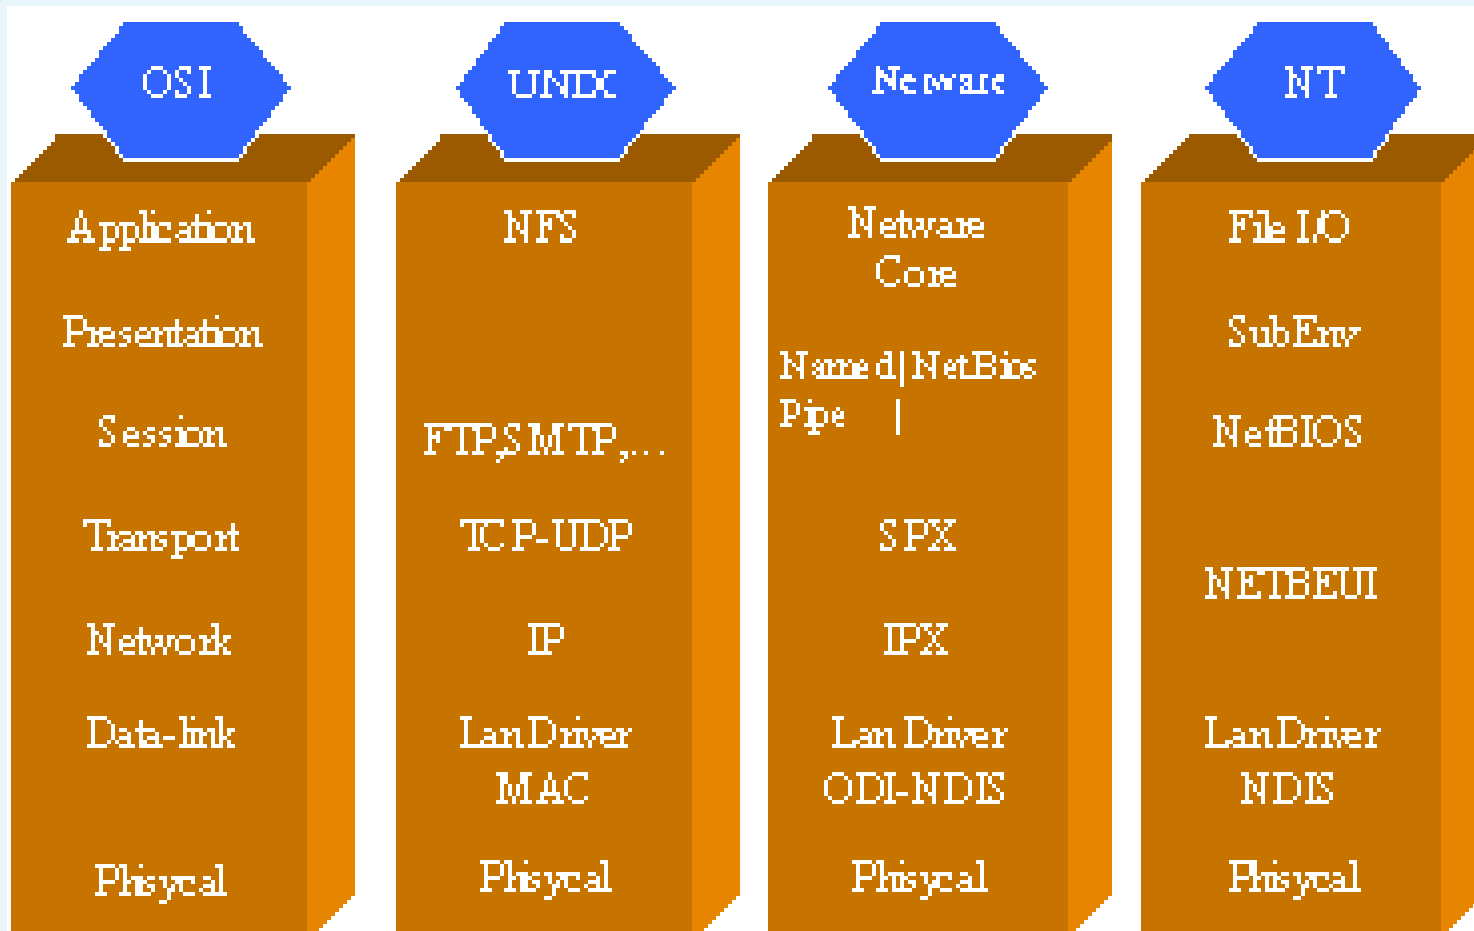 OSI
Application
Presentation
Session
Transport
Network
Data-link
Phisycal
UNIX
NFS
FTP,SMTP,...
TCP-UDP
IP
Lan Driver
MAC
Phisycal
Netware
Netware
Core
Named|NetBios
Pipe |
SPX
IPX
Lan Driver
ODI-NDIS
Phisycal
NT
File I/O
SubEnv
NetBIOS
NETBEUI
Lan Driver
NDIS
Phisycal